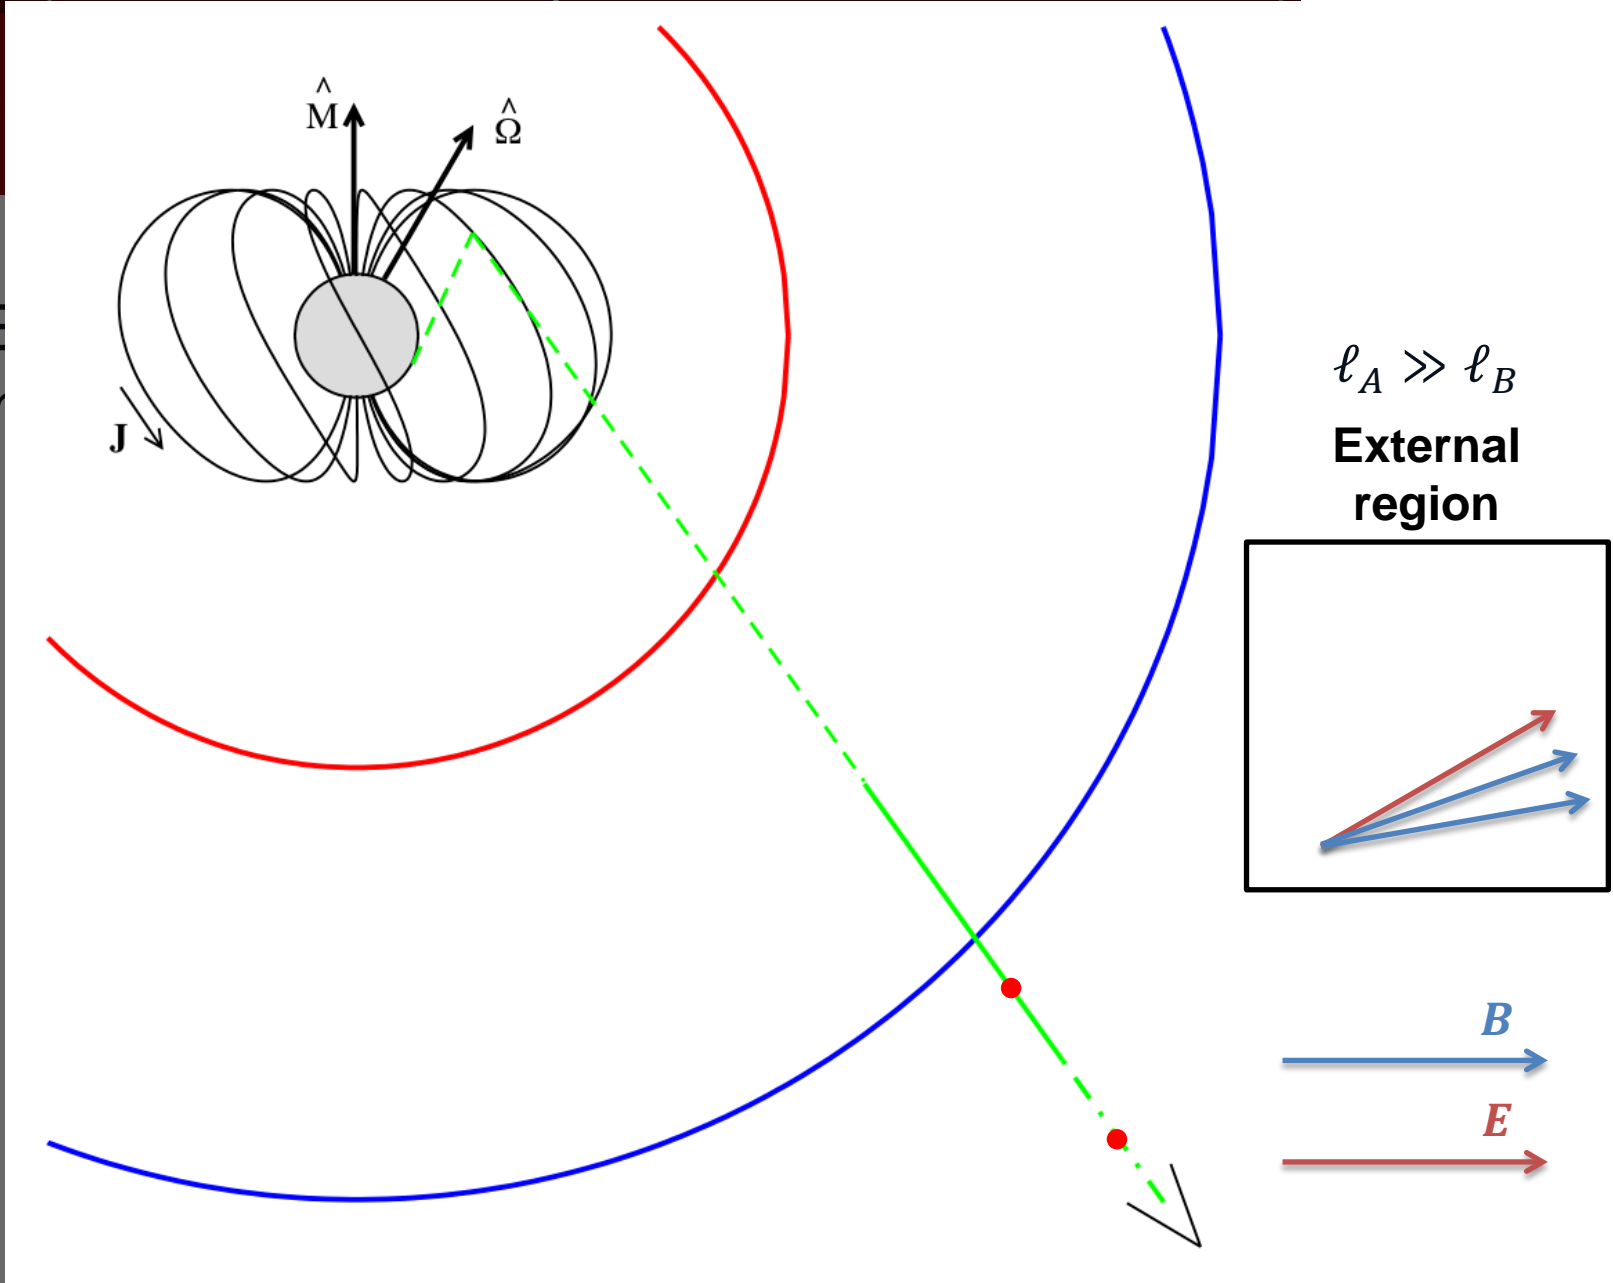 M̂
Ω̂
J
ℓ_A ≫ ℓ_B
External
region
B
E